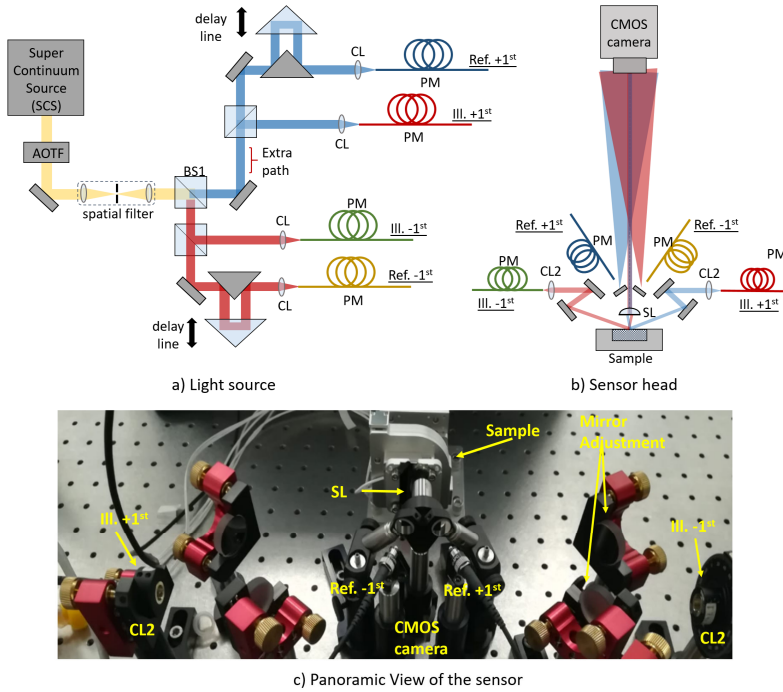 Super
Continuum
Source
(SCS)
AOTF
spatial filter
BS1
delay
line
CL
PM
Ref. +1st
CL
PM
Ill. +1st
Extra
path
CL
PM
Ill. -1st
CL
PM
Ref. -1st
delay
line
a) Light source
CMOS
camera
Ref. +1st
PM
Ref. -1st
PM
PM
CL2
Ill. -1st
CL2
PM
Ill. +1st
SL
Sample
b) Sensor head
Mirror
Adjustment
Sample
SL
Ill. +1st
Ill. -1st
Ref. -1st
Ref. +1st
CL2
CMOS
camera
CL2
c) Panoramic View of the sensor